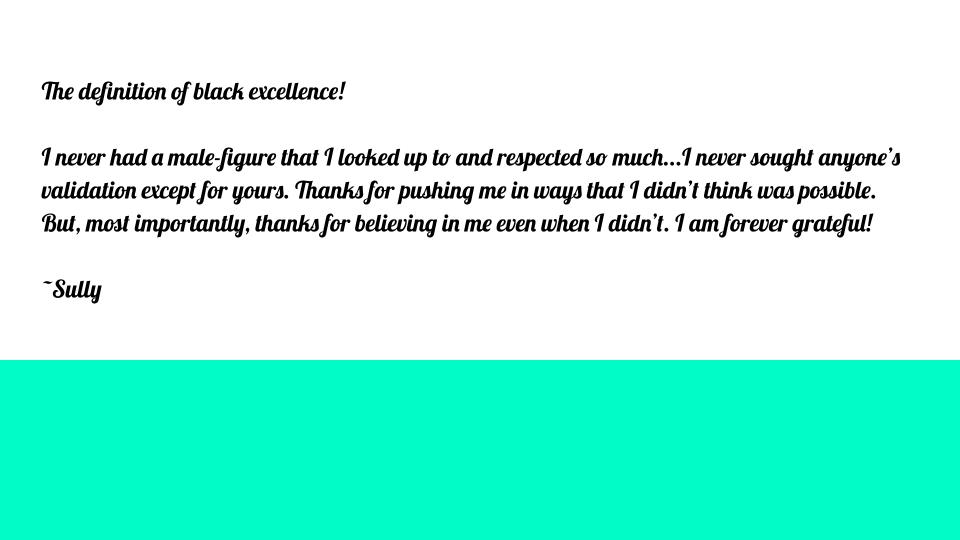 The definition of black excellence!
I never had a male-figure that I looked up to and respected so much...I never sought anyone's
validation except for yours. Thanks for pushing me in ways that I didn't think was possible.
But, most importantly, thanks for believing in me even when I didn't. I am forever grateful!
~Sully